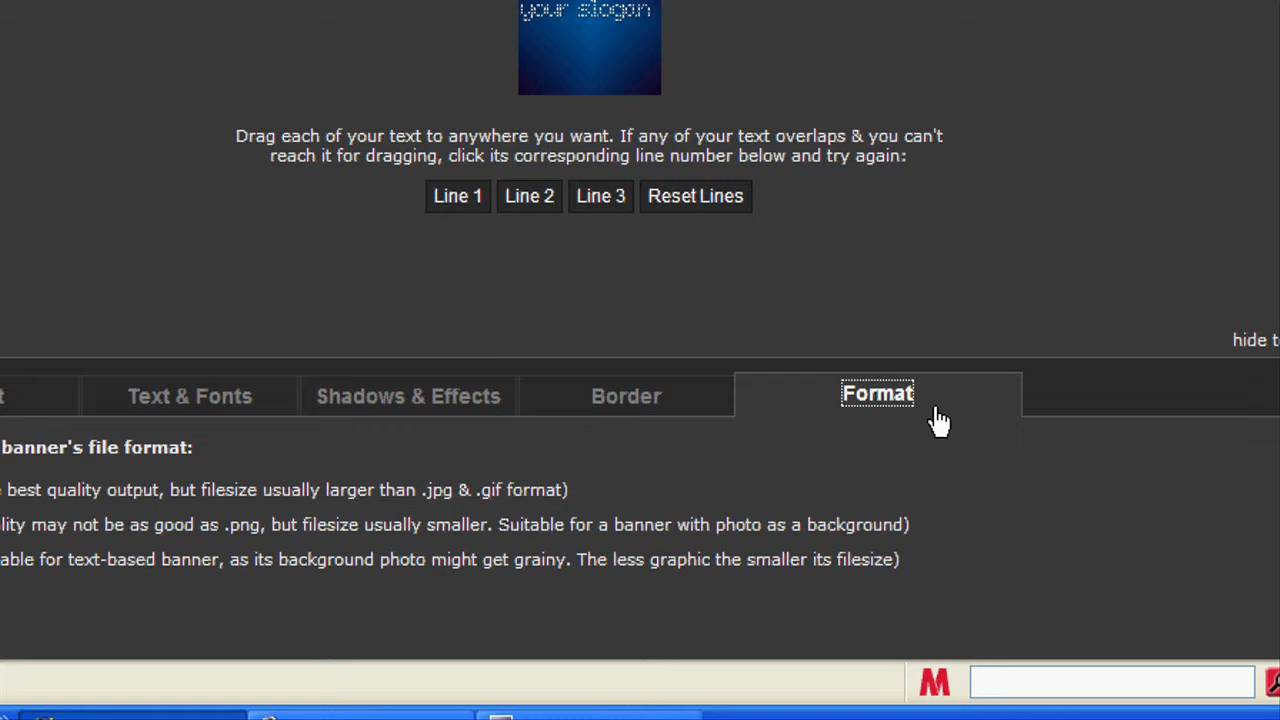 your slogan
Drag each of your text to anywhere you want. If any of your text overlaps & you can't
reach it for dragging, click its corresponding line number below and try again:
Line 1 Line 2 Line 3 Reset Lines
hide t
t Text & Fonts Shadows & Effects Border Format
banner's file format:
best quality output, but filesize usually larger than .jpg & .gif format)
lity may not be as good as .png, but filesize usually smaller. Suitable for a banner with photo as a background)
able for text-based banner, as its background photo might get grainy. The less graphic the smaller its filesize)
M